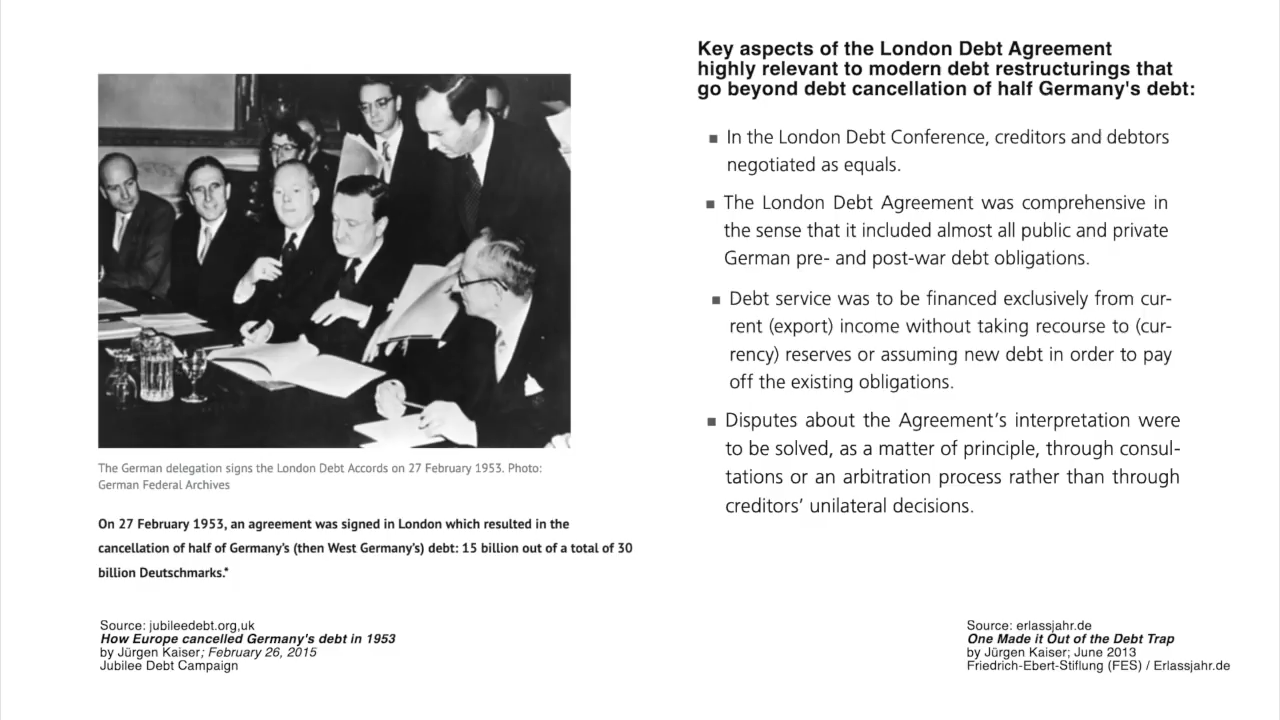 The German delegation signs the London Debt Accords on 27 February 1953. Photo:
German Federal Archives
On 27 February 1953, an agreement was signed in London which resulted in the
cancellation of half of Germany's (then West Germany's) debt: 15 billion out of a total of 30
billion Deutschmarks.*
Source: jubileedebt.org,uk
How Europe cancelled Germany's debt in 1953
by Jürgen Kaiser; February 26, 2015
Jubilee Debt Campaign
Key aspects of the London Debt Agreement
highly relevant to modern debt restructurings that
go beyond debt cancellation of half Germany's debt:
▪ In the London Debt Conference, creditors and debtors
negotiated as equals.
▪ The London Debt Agreement was comprehensive in
the sense that it included almost all public and private
German pre- and post-war debt obligations.
▪ Debt service was to be financed exclusively from cur-
rent (export) income without taking recourse to (cur-
rency) reserves or assuming new debt in order to pay
off the existing obligations.
▪ Disputes about the Agreement's interpretation were
to be solved, as a matter of principle, through consul-
tations or an arbitration process rather than through
creditors' unilateral decisions.
Source: erlassjahr.de
One Made it Out of the Debt Trap
by Jürgen Kaiser; June 2013
Friedrich-Ebert-Stiflung (FES) / Erlassjahr.de